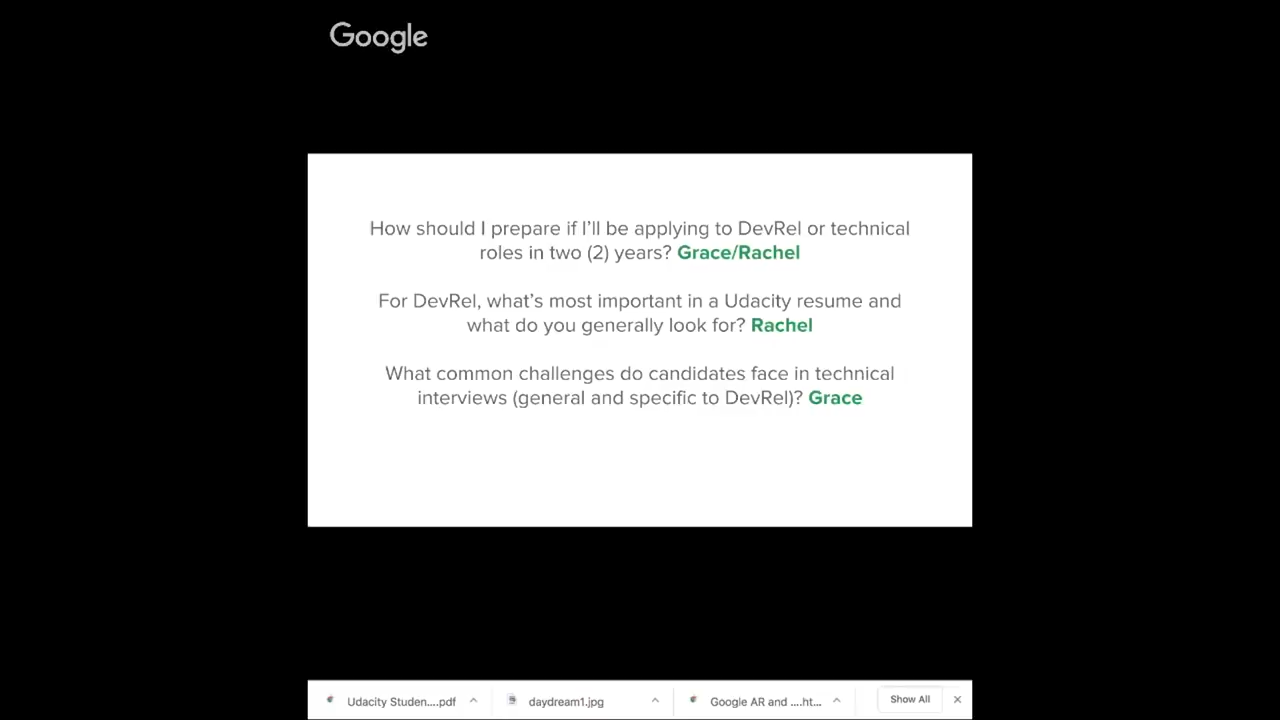 Google
How should I prepare if I'll be applying to DevRel or technical
roles in two (2) years? Grace/Rachel
For DevRel, what's most important in a Udacity resume and
what do you generally look for? Rachel
What common challenges do candidates face in technical
interviews (general and specific to DevRel)? Grace
Udacity Studen....pdf
daydream1.jpg
Google AR and ....ht...
Show All